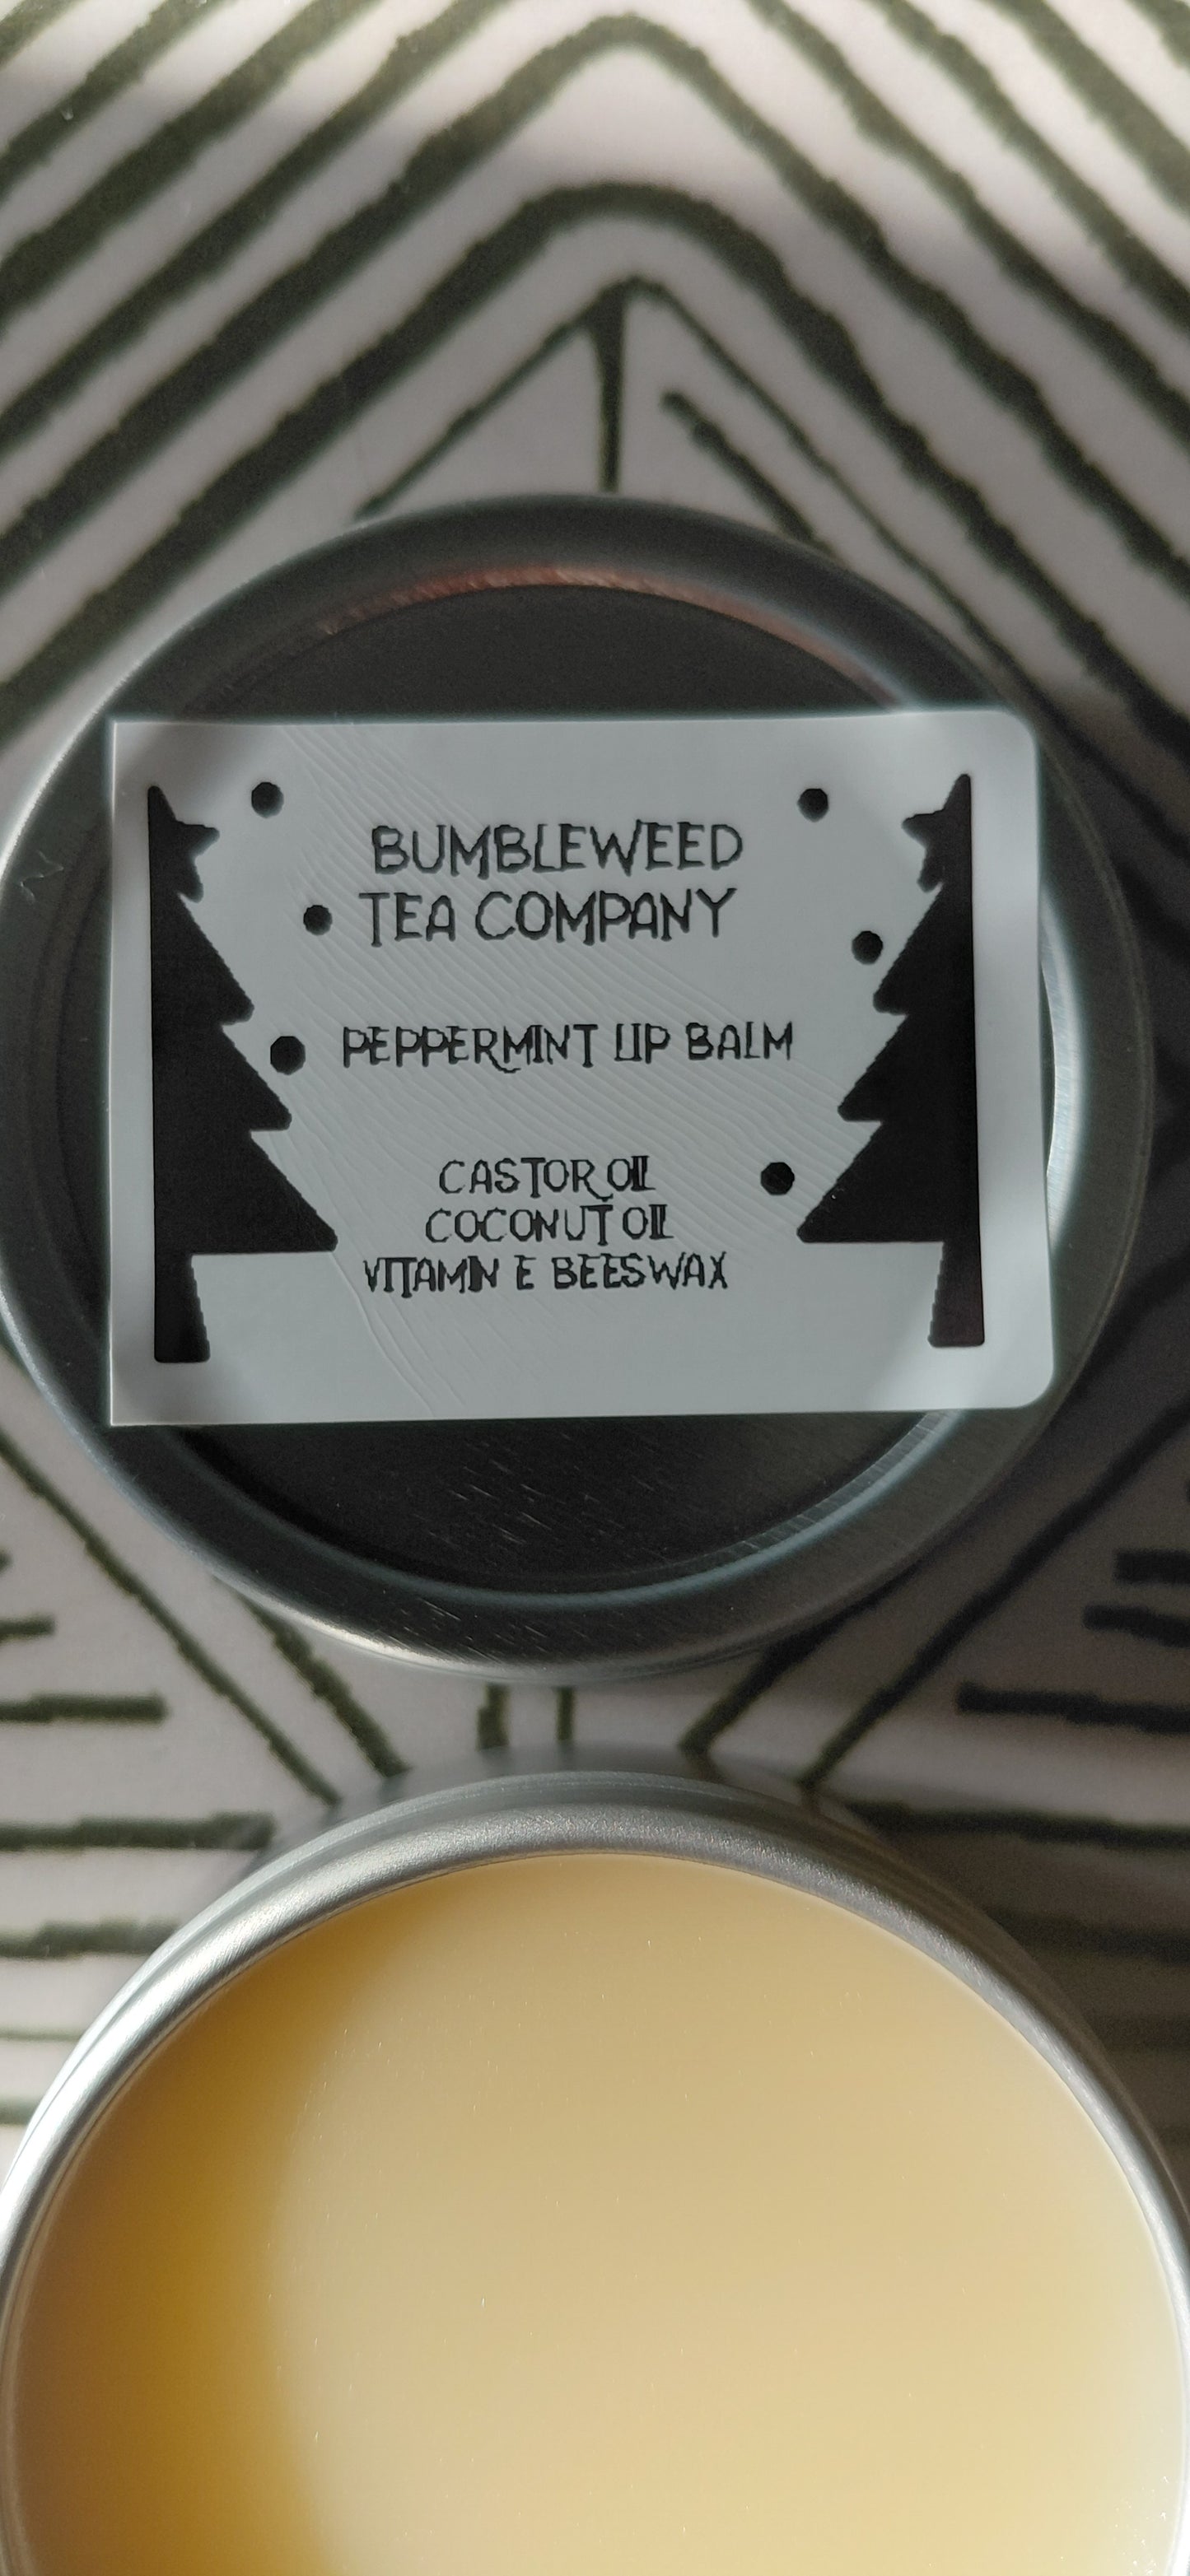 BUMBLEWEED
TEA COMPANY
PEPPERMINT LIP BALM
CASTOR OIL
COCONUT OIL
VITAMIN E BEESWAX